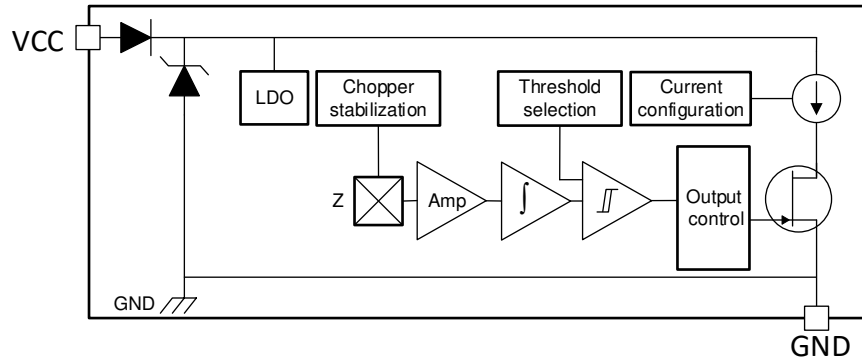 VCC
LDO
Chopper
stabilization
Threshold
selection
Current
configuration
Z
Amp
∫
Output
control
GND
GND